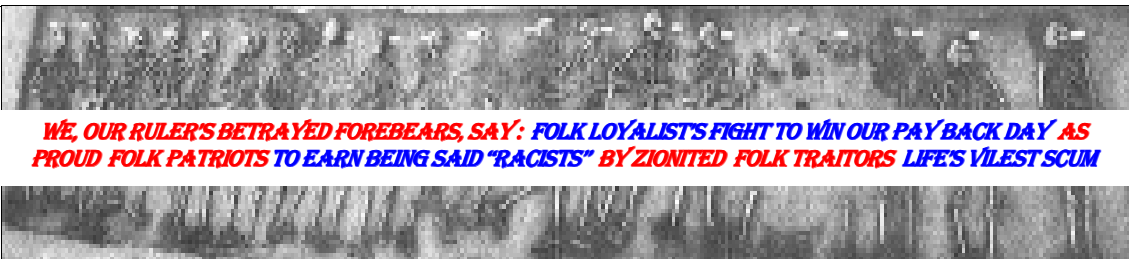 WE, OUR RULER'S BETRAYED FOREBEARS, SAY : FOLK LOYALIST'S FIGHT TO WIN OUR PAY BACK DAY AS
PROUD FOLK PATRIOTS TO EARN BEING SAID "RACISTS" BY ZIONITED FOLK TRAITORS LIFE'S VILEST SCUM